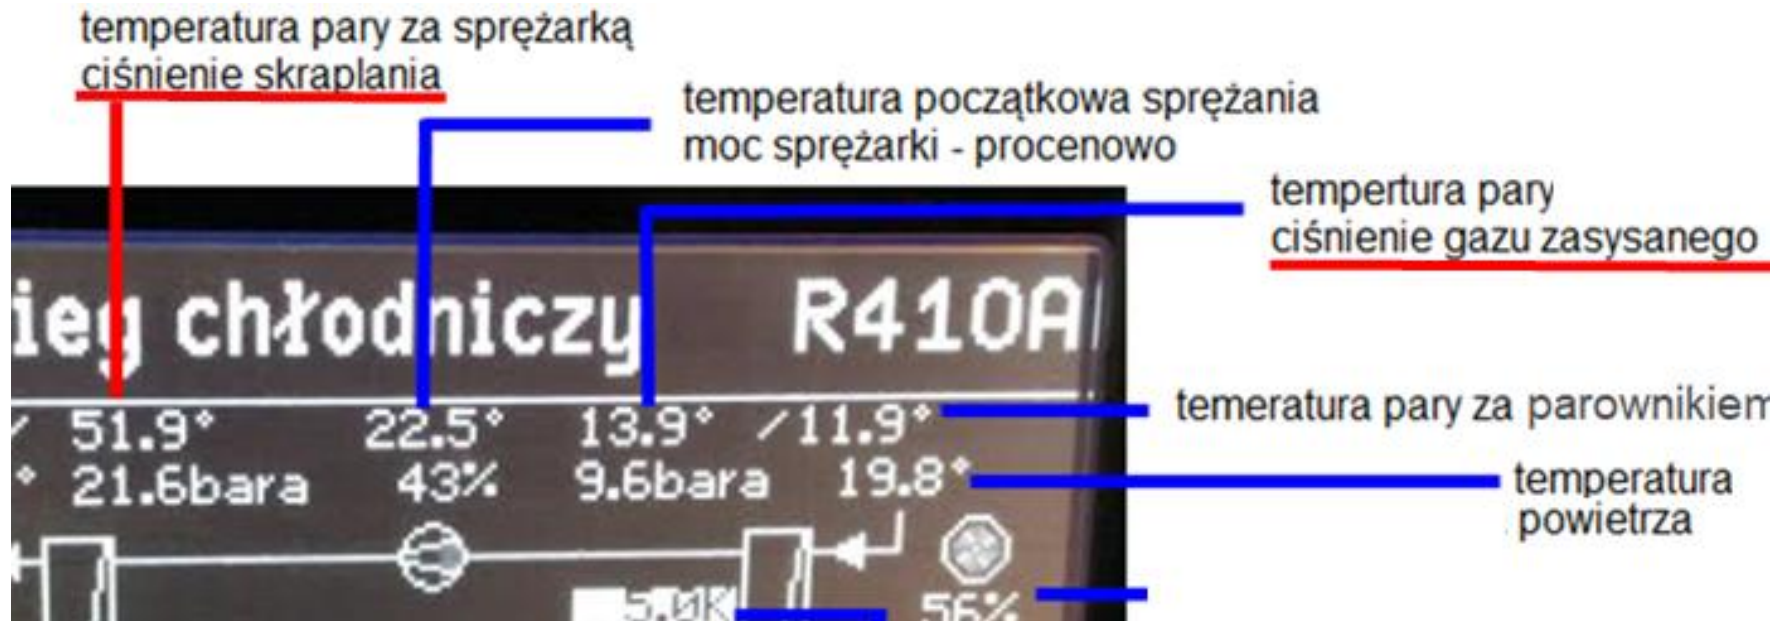 temperatura pary za sprężarką
ciśnienie skraplania
temperatura początkowa sprężania
moc sprężarki - procenowo
tempertura pary
ciśnienie gazu zasysanego
ieg chłodniczy R410A
/ 51.9° 22.5° 13.9° /11.9°
temeratura pary za parownikiem
° 21.6bara 43% 9.6bara 19.8°
temperatura
powietrza
5.0K 56%